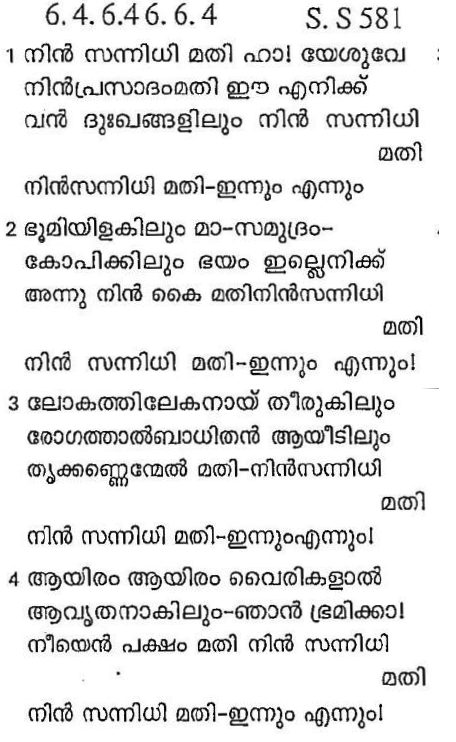 6.4.6.4 6.6.4 S.S 581
1 നിൻ സന്നിധി മതി ഹാ! യേശുവേ
നിൻപ്രസാദംമതി ഈ എനിക്ക്
വൻ ദുഃഖങ്ങളിലും നിൻ സന്നിധി
മതി
നിൻസന്നിധി മതി-ഇന്നും എന്നും
2 ഭൂമിയിളകിലും മാ-സമുദ്രം-
കോപിക്കിലും ഭയം ഇല്ലെനിക്ക്
അന്നു നിൻ കൈ മതിനിൻസന്നിധി
മതി
നിൻ സന്നിധി മതി-ഇന്നും എന്നും!
3 ലോകത്തിലേകനായ് തീരുകിലും
രോഗത്താൽബാധിതൻ ആയീടിലും
തൃക്കണ്ണെന്മേൽ മതി-നിൻസന്നിധി
മതി
നിൻ സന്നിധി മതി-ഇന്നുംഎന്നും!
4 ആയിരം ആയിരം വൈരികളാൽ
ആവൃതനാകിലും-ഞാൻ ഭ്രമിക്കാ!
നീയെൻ പക്ഷം മതി നിൻ സന്നിധി
മതി
നിൻ സന്നിധി മതി-ഇന്നും എന്നും!